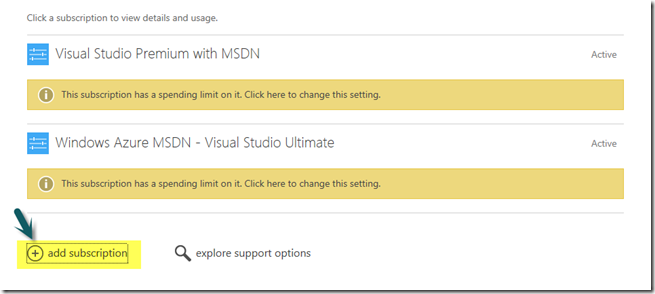 Click a subscription to view details and usage.
Visual Studio Premium with MSDN
Active
This subscription has a spending limit on it. Click here to change this setting.
Windows Azure MSDN - Visual Studio Ultimate
Active
This subscription has a spending limit on it. Click here to change this setting.
add subscription
explore support options